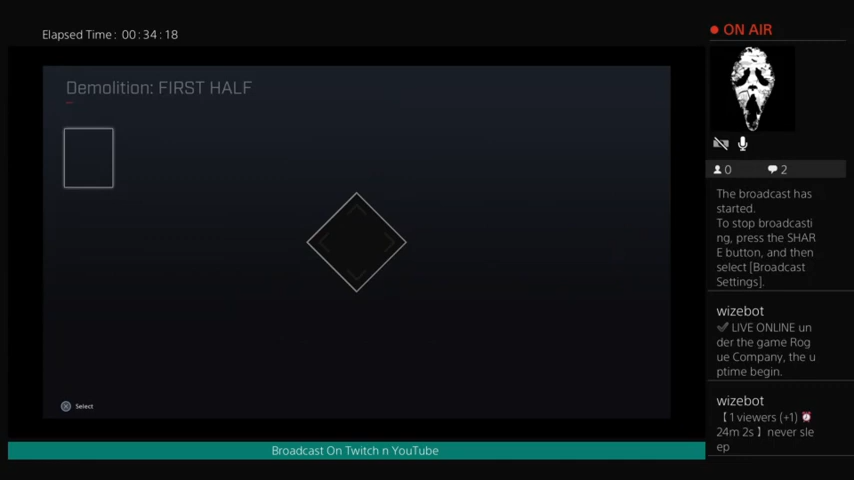 Elapsed Time: 00:34:18
ON AIR
Demolition: FIRST HALF
0
2
The broadcast has
started.
To stop broadcasti
ng, press the SHAR
E button, and then
select [Broadcast
Settings].
wizebot
✔ LIVE ONLINE un
der the game Rog
ue Company, the u
ptime begin.
wizebot
【1 viewers (+1) ⏰
24m 2s】never sle
ep
Select
Broadcast On Twitch n YouTube